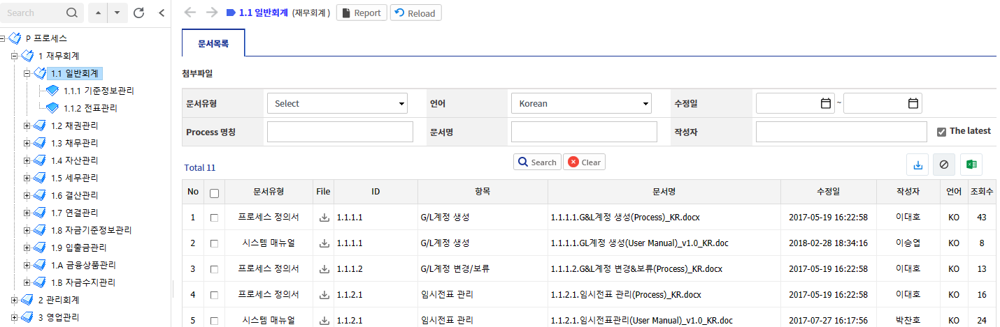 Search
P 프로세스
1 재무회계
1.1 일반회계
1.1.1 기준정보관리
1.1.2 전표관리
1.2 채권관리
1.3 채무관리
1.4 자산관리
1.5 세무관리
1.6 결산관리
1.7 연결관리
1.8 자금기준정보관리
1.9 입출금관리
1.A 금융상품관리
1.B 자금수지관리
2 관리회계
3 영업관리
1.1 일반회계 (재무회계 ) Report Reload
문서목록
첨부파일
문서유형 Select 언어 Korean 수정일 ~
Process 명칭 문서명 작성자 The latest
Total 11 Search Clear
No 문서유형 File ID 항목 문서명 수정일 작성자 언어 조회수
1 프로세스 정의서 1.1.1.1 G/L계정 생성 1.1.1.1.G&L계정 생성(Process)_KR.docx 2017-05-19 16:22:58 이대호 KO 43
2 시스템 매뉴얼 1.1.1.1 G/L계정 생성 1.1.1.1.GL계정 생성(User Manual)_v1.0_KR.doc 2018-02-28 18:34:16 이승엽 KO 8
3 프로세스 정의서 1.1.1.2 G/L계정 변경/보류 1.1.1.2.G&L계정 변경&보류(Process)_KR.docx 2017-05-19 16:22:58 이대호 KO 13
4 프로세스 정의서 1.1.2.1 임시전표 관리 1.1.2.1.임시전표 관리(Process)_KR.docx 2017-05-19 16:22:58 이대호 KO 16
5 시스템 매뉴얼 1.1.2.1 임시전표 관리 1.1.2.1.임시전표관리(User Manual)_v1.0_KR.doc 2017-07-27 16:17:56 박찬호 KO 24